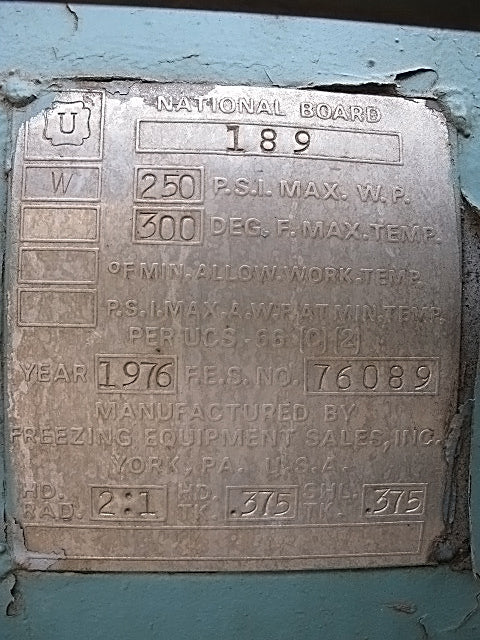 U NATIONAL BOARD
189
W 250 P.S.I. MAX. W.P.
300 DEG. F. MAX. TEMP.
°F MIN. ALLOW. WORK. TEMP.
P.S.I. MAX. A.W.P. AT MIN. TEMP.
PER UCS-66 (C) (2)
YEAR 1976 F.E.S. NO. 76089
MANUFACTURED BY
FREEZING EQUIPMENT SALES, INC.
YORK, PA. U.S.A.
HD. RAD. 2:1 HD. TK. .375 SHL. TK. .375